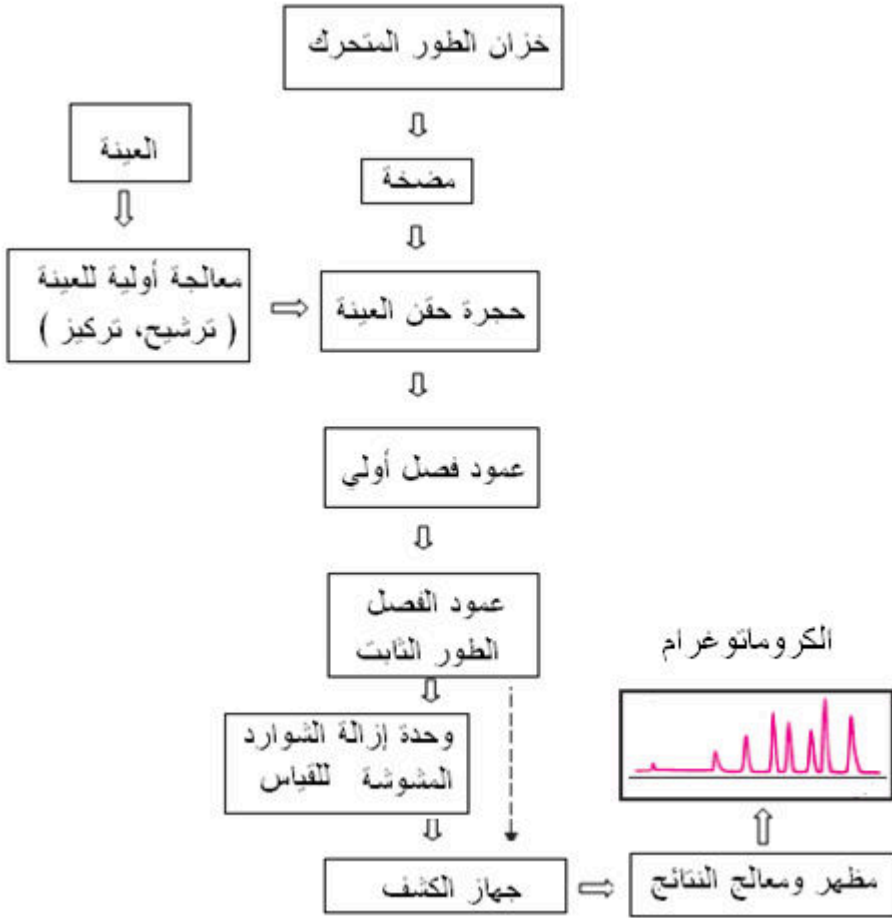 خزان الطور المتحرك
العينة
مضخة
معالجة أولية للعينة
( ترشيح، تركيز )
حجرة حقن العينة
عمود فصل أولي
عمود الفصل
الطور الثابت
الكروماتوغرام
وحدة إزالة الشوارد
المشوشة للقياس
جهاز الكشف
مظهر ومعالج النتائج